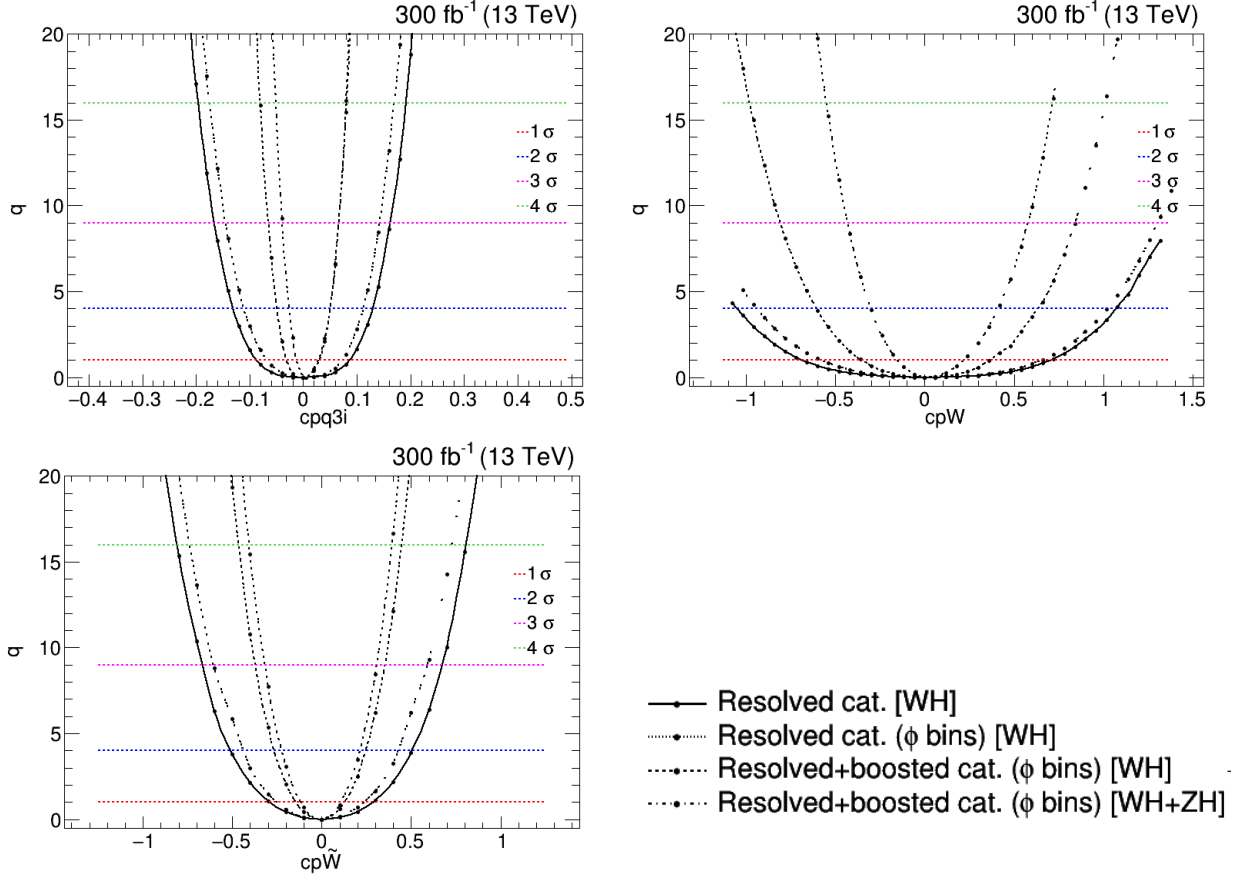 300 fb⁻¹ (13 TeV)
20
15
10
5
0
q
1 σ
2 σ
3 σ
4 σ
−0.4 −0.3 −0.2 −0.1 0 0.1 0.2 0.3 0.4 0.5
cpq3i
300 fb⁻¹ (13 TeV)
20
15
10
5
0
q
1 σ
2 σ
3 σ
4 σ
−1 −0.5 0 0.5 1 1.5
cpW
300 fb⁻¹ (13 TeV)
20
15
10
5
0
q
1 σ
2 σ
3 σ
4 σ
−1 −0.5 0 0.5 1
cpW̃
Resolved cat. [WH]
Resolved cat. (ϕ bins) [WH]
Resolved+boosted cat. (ϕ bins) [WH]
Resolved+boosted cat. (ϕ bins) [WH+ZH]